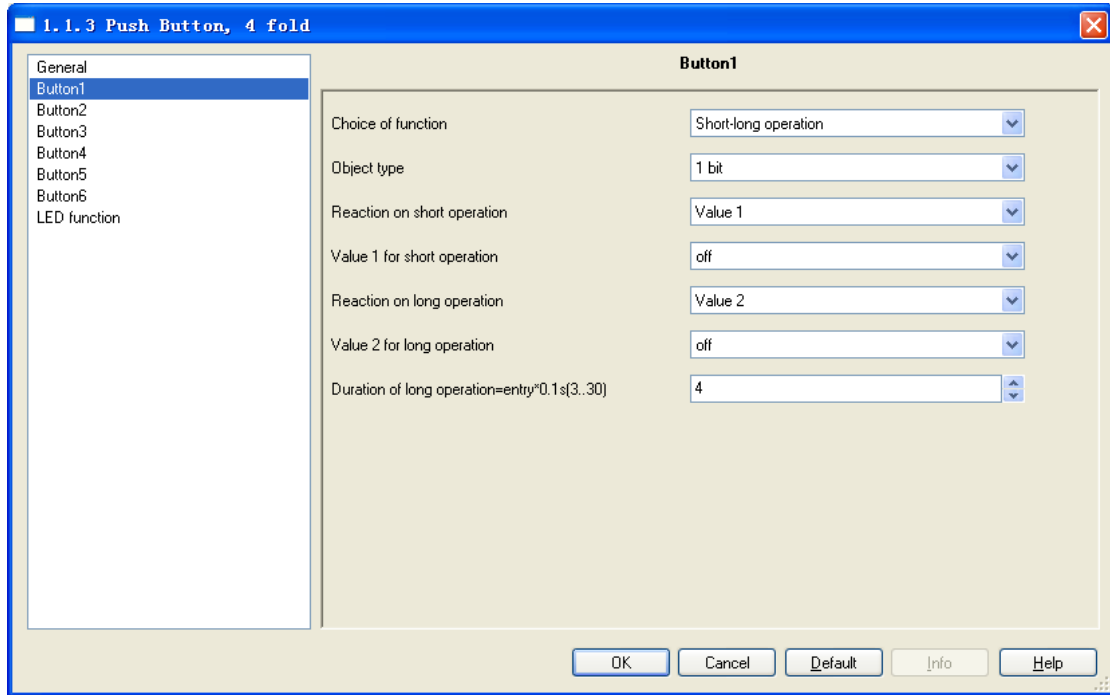 1.1.3 Push Button, 4 fold
General
Button1
Button2
Button3
Button4
Button5
Button6
LED function
Button1
Choice of function Short-long operation
Object type 1 bit
Reaction on short operation Value 1
Value 1 for short operation off
Reaction on long operation Value 2
Value 2 for long operation off
Duration of long operation=entry*0.1s(3..30) 4
OK Cancel Default Info Help